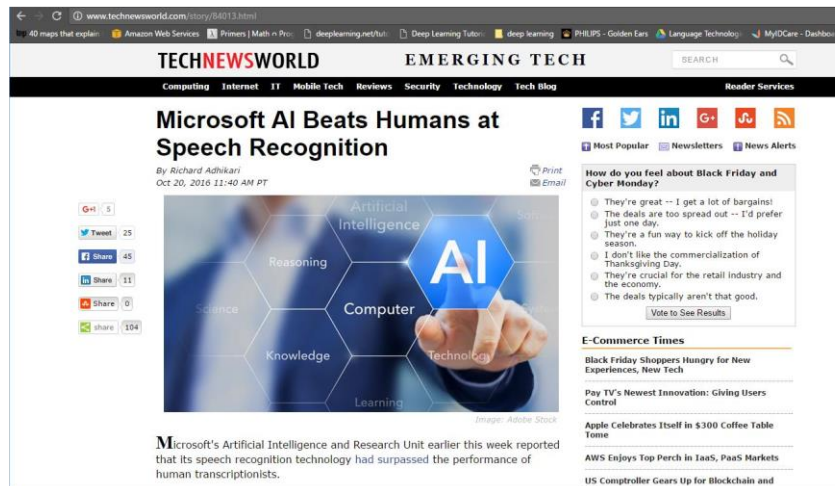 www.technewsworld.com/story/84013.html
40 maps that explain Amazon Web Services Primers | Math ∩ Prog deeplearning.net/tuto Deep Learning Tutori deep learning PHILIPS - Golden Ears Language Technolog MyIDCare - Dashboa
TECHNEWSWORLD EMERGING TECH SEARCH
Computing Internet IT Mobile Tech Reviews Security Technology Tech Blog Reader Services
Microsoft AI Beats Humans at
Speech Recognition
By Richard Adhikari
Oct 20, 2016 11:40 AM PT
Print
Email
G+1 5
Tweet 25
Share 45
Share 11
Share 0
share 104
Artificial
Intelligence
Reasoning
AI
Science
Computer
Knowledge
Technology
Learning
Image: Adobe Stock
Microsoft's Artificial Intelligence and Research Unit earlier this week reported
that its speech recognition technology had surpassed the performance of
human transcriptionists.
Most Popular Newsletters News Alerts
How do you feel about Black Friday and
Cyber Monday?
They're great -- I get a lot of bargains!
The deals are too spread out -- I'd prefer
just one day.
They're a fun way to kick off the holiday
season.
I don't like the commercialization of
Thanksgiving Day.
They're crucial for the retail industry and
the economy.
The deals typically aren't that good.
Vote to See Results
E-Commerce Times
Black Friday Shoppers Hungry for New
Experiences, New Tech
Pay TV's Newest Innovation: Giving Users
Control
Apple Celebrates Itself in $300 Coffee Table
Tome
AWS Enjoys Top Perch in IaaS, PaaS Markets
US Comptroller Gears Up for Blockchain and